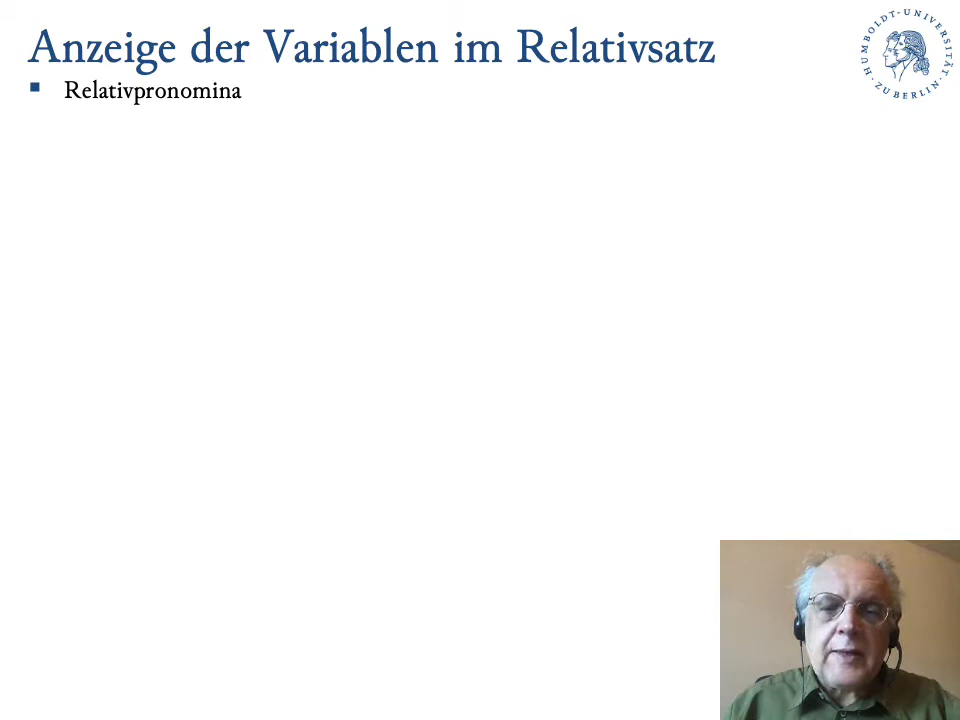 Anzeige der Variablen im Relativsatz
Relativpronomina
HUMBOLDT-UNIVERSITÄT
ZU BERLIN